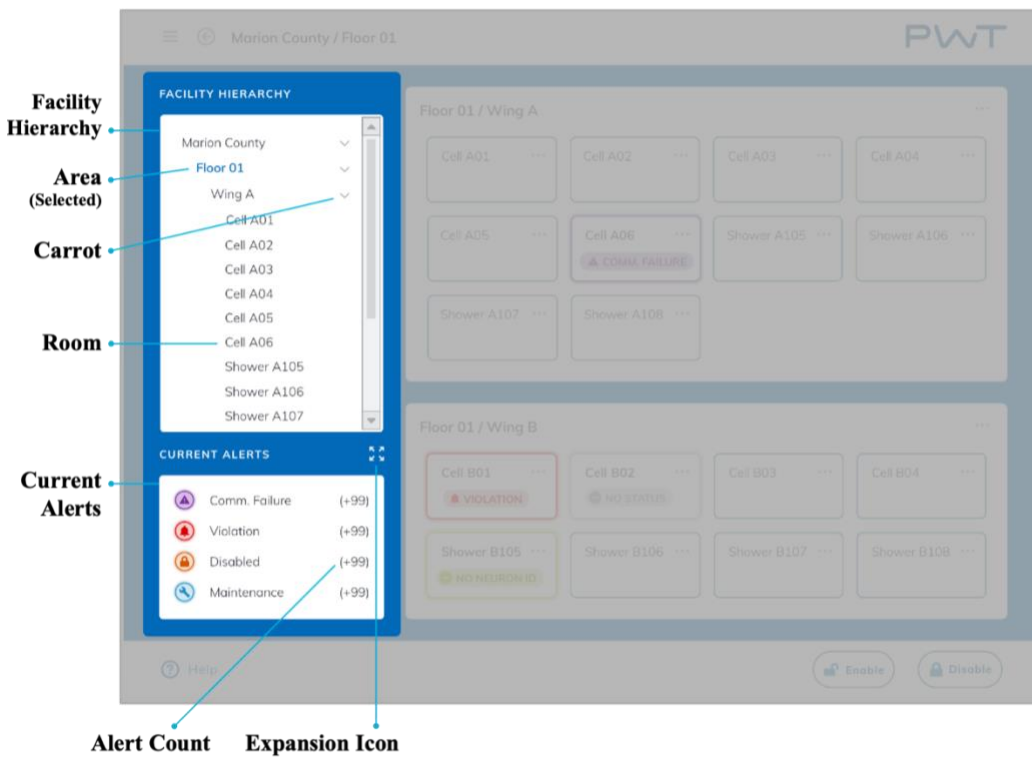 Marion County / Floor 01
PWT
FACILITY HIERARCHY
Facility
Hierarchy
Marion County
Floor 01
Wing A
Cell A01
Cell A02
Cell A03
Cell A04
Cell A05
Cell A06
Shower A105
Shower A106
Shower A107
Area
(Selected)
Carrot
Room
CURRENT ALERTS
Current
Alerts
Comm. Failure (+99)
Violation (+99)
Disabled (+99)
Maintenance (+99)
Floor 01 / Wing A
Cell A01 ... Cell A02 ... Cell A03 ... Cell A04 ...
Cell A05 ... Cell A06 ... Shower A105 ... Shower A106 ...
COMM. FAILURE
Shower A107 ... Shower A108 ...
Floor 01 / Wing B
Cell B01 ... Cell B02 ... Cell B03 ... Cell B04 ...
VIOLATION NO STATUS
Shower B105 ... Shower B106 ... Shower B107 ... Shower B108 ...
NO NEURON ID
? Help
Enable Disable
Alert Count Expansion Icon